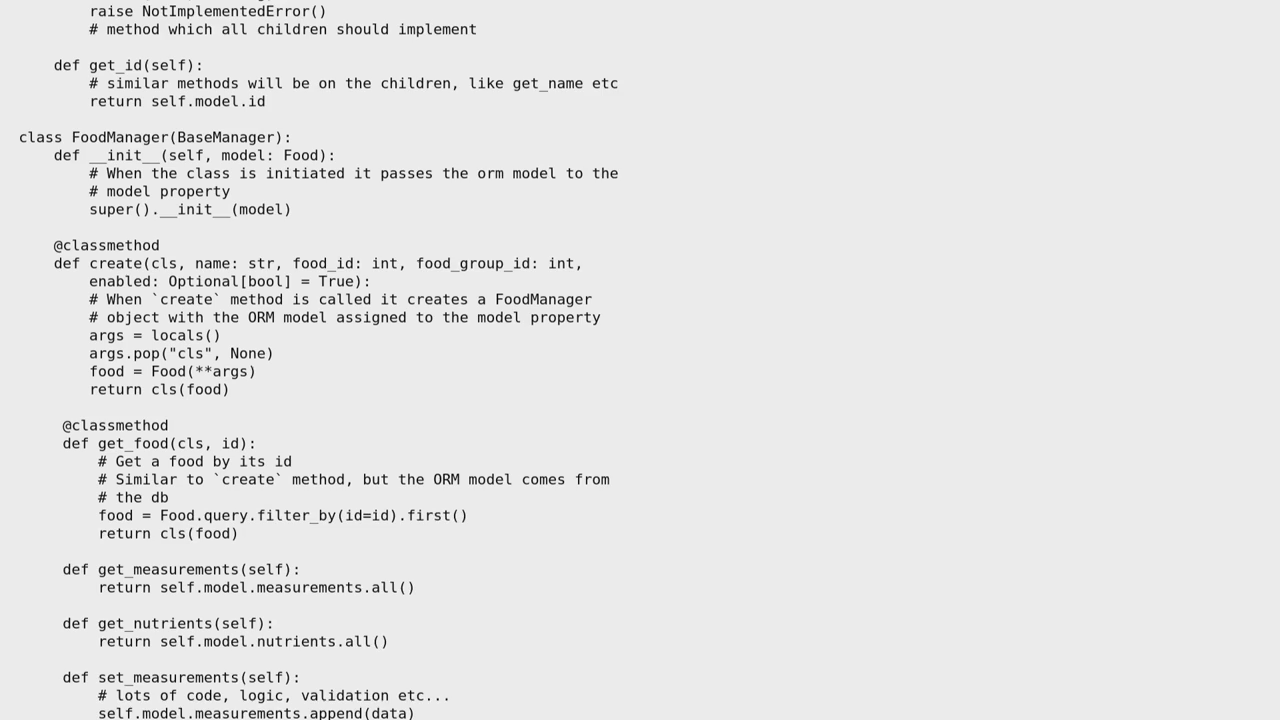 raise NotImplementedError()
        # method which all children should implement

    def get_id(self):
        # similar methods will be on the children, like get_name etc
        return self.model.id

class FoodManager(BaseManager):
    def __init__(self, model: Food):
        # When the class is initiated it passes the orm model to the
        # model property
        super().__init__(model)

    @classmethod
    def create(cls, name: str, food_id: int, food_group_id: int,
        enabled: Optional[bool] = True):
        # When `create` method is called it creates a FoodManager
        # object with the ORM model assigned to the model property
        args = locals()
        args.pop("cls", None)
        food = Food(**args)
        return cls(food)

     @classmethod
     def get_food(cls, id):
         # Get a food by its id
         # Similar to `create` method, but the ORM model comes from
         # the db
         food = Food.query.filter_by(id=id).first()
         return cls(food)

     def get_measurements(self):
         return self.model.measurements.all()

     def get_nutrients(self):
         return self.model.nutrients.all()

     def set_measurements(self):
         # lots of code, logic, validation etc...
         self.model.measurements.append(data)